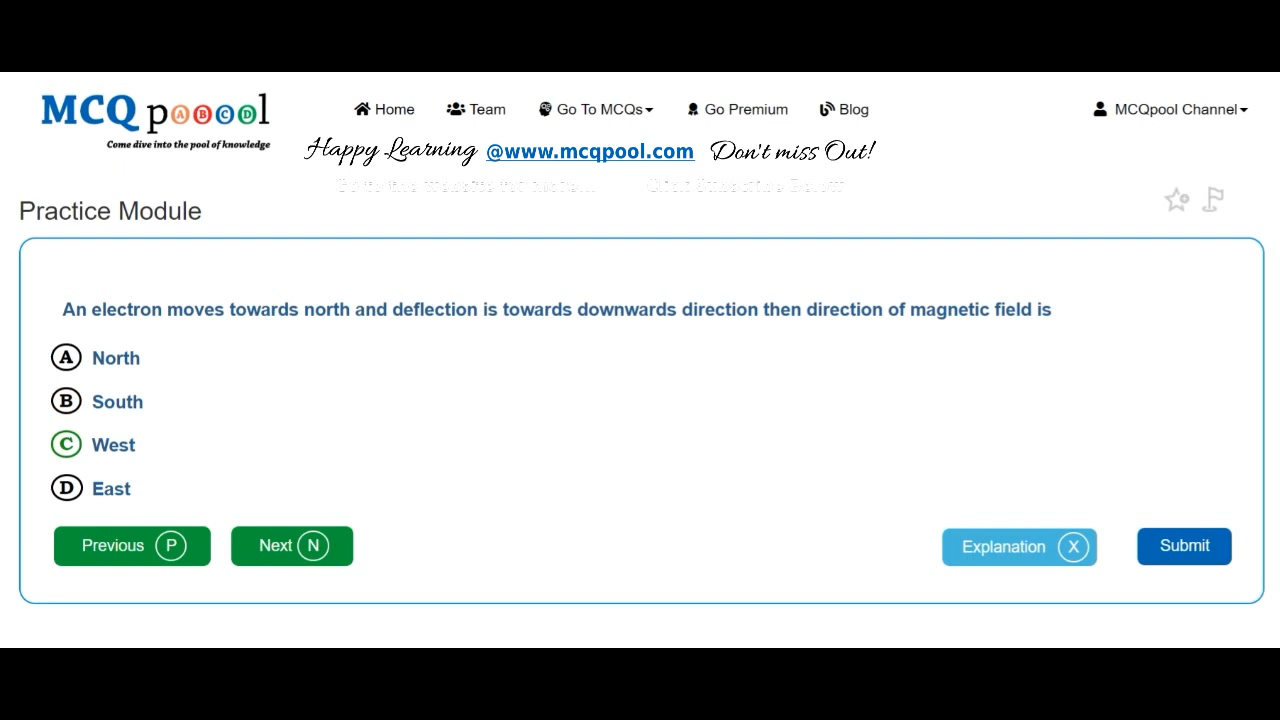 MCQ pool
ABCD
Come dive into the pool of knowledge
Home Team Go To MCQs Go Premium Blog MCQpool Channel
Happy Learning @www.mcqpool.com Don't miss Out!
Practice Module
An electron moves towards north and deflection is towards downwards direction then direction of magnetic field is
A North
B South
C West
D East
Previous P Next N Explanation X Submit